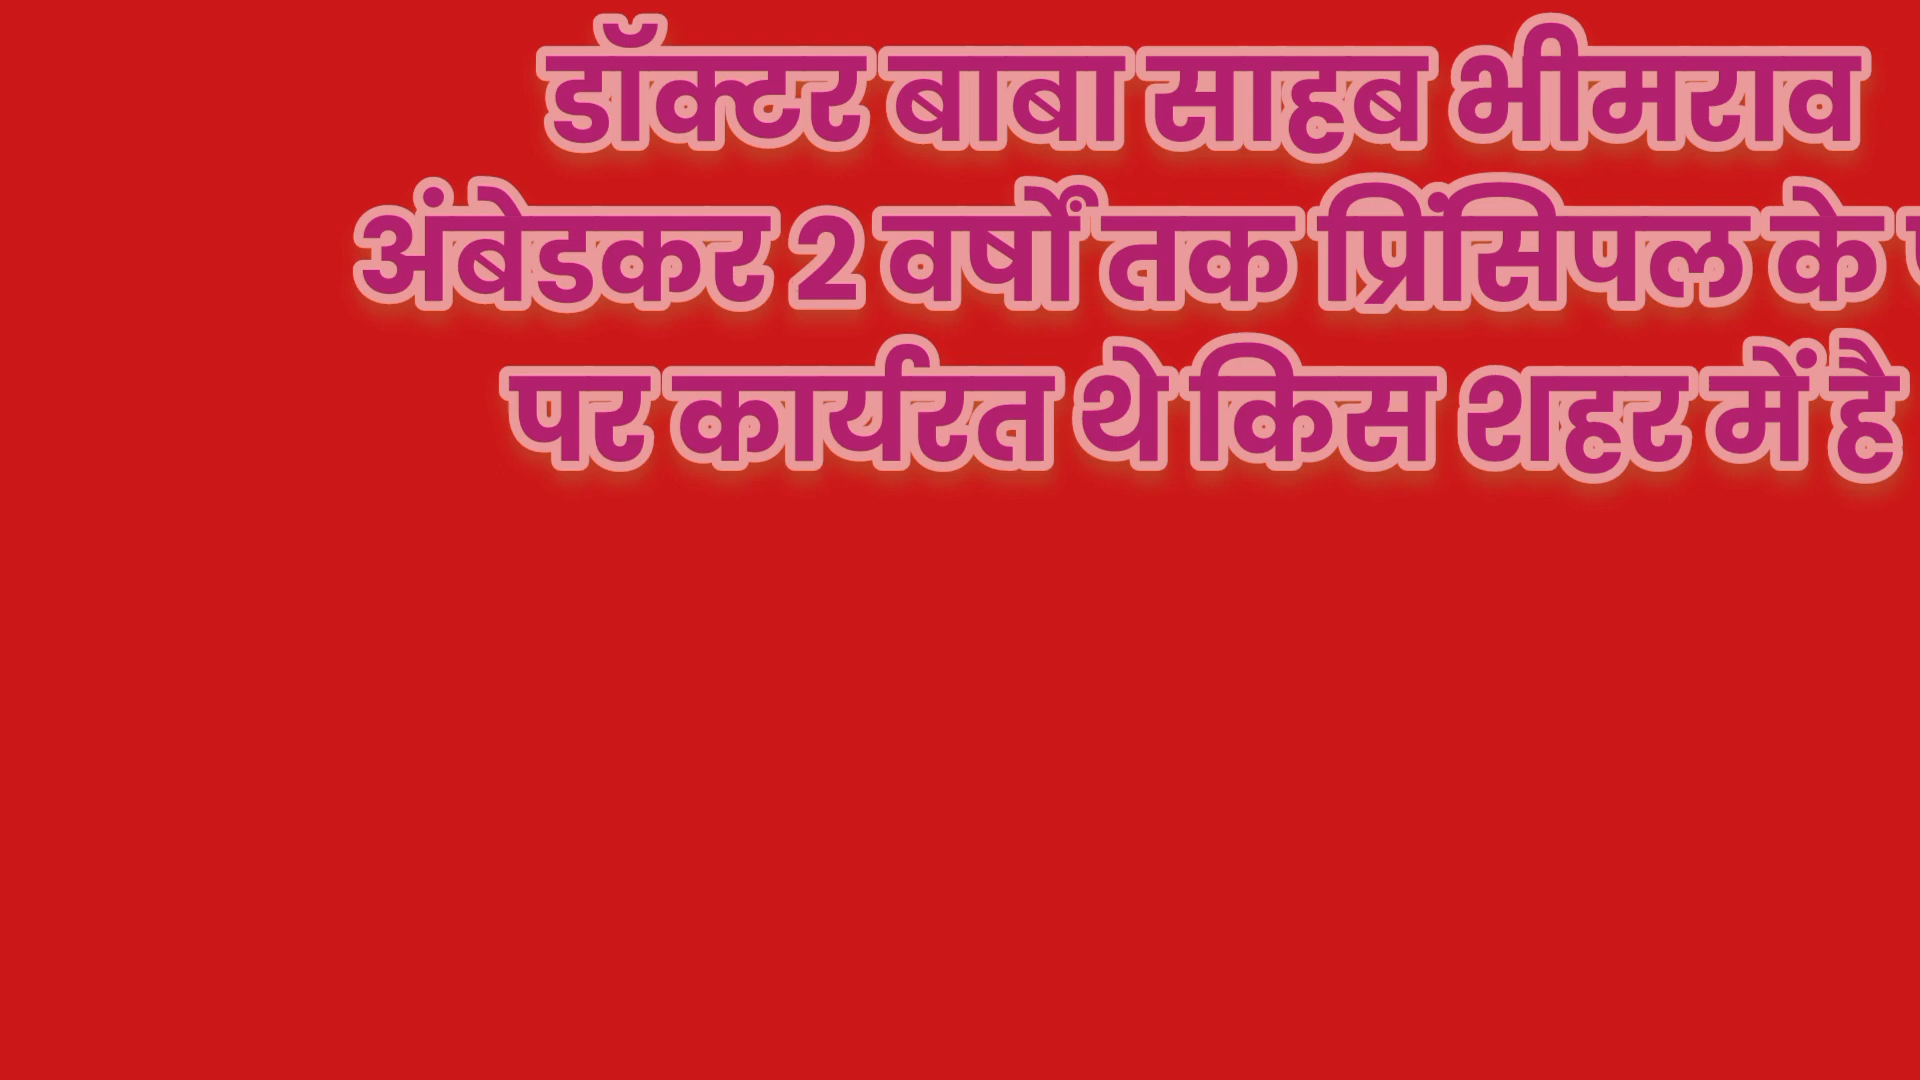 डॉक्टर बाबा साहब भीमराव
अंबेडकर 2 वर्षों तक प्रिंसिपल के
पर कार्यरत थे किस शहर में है